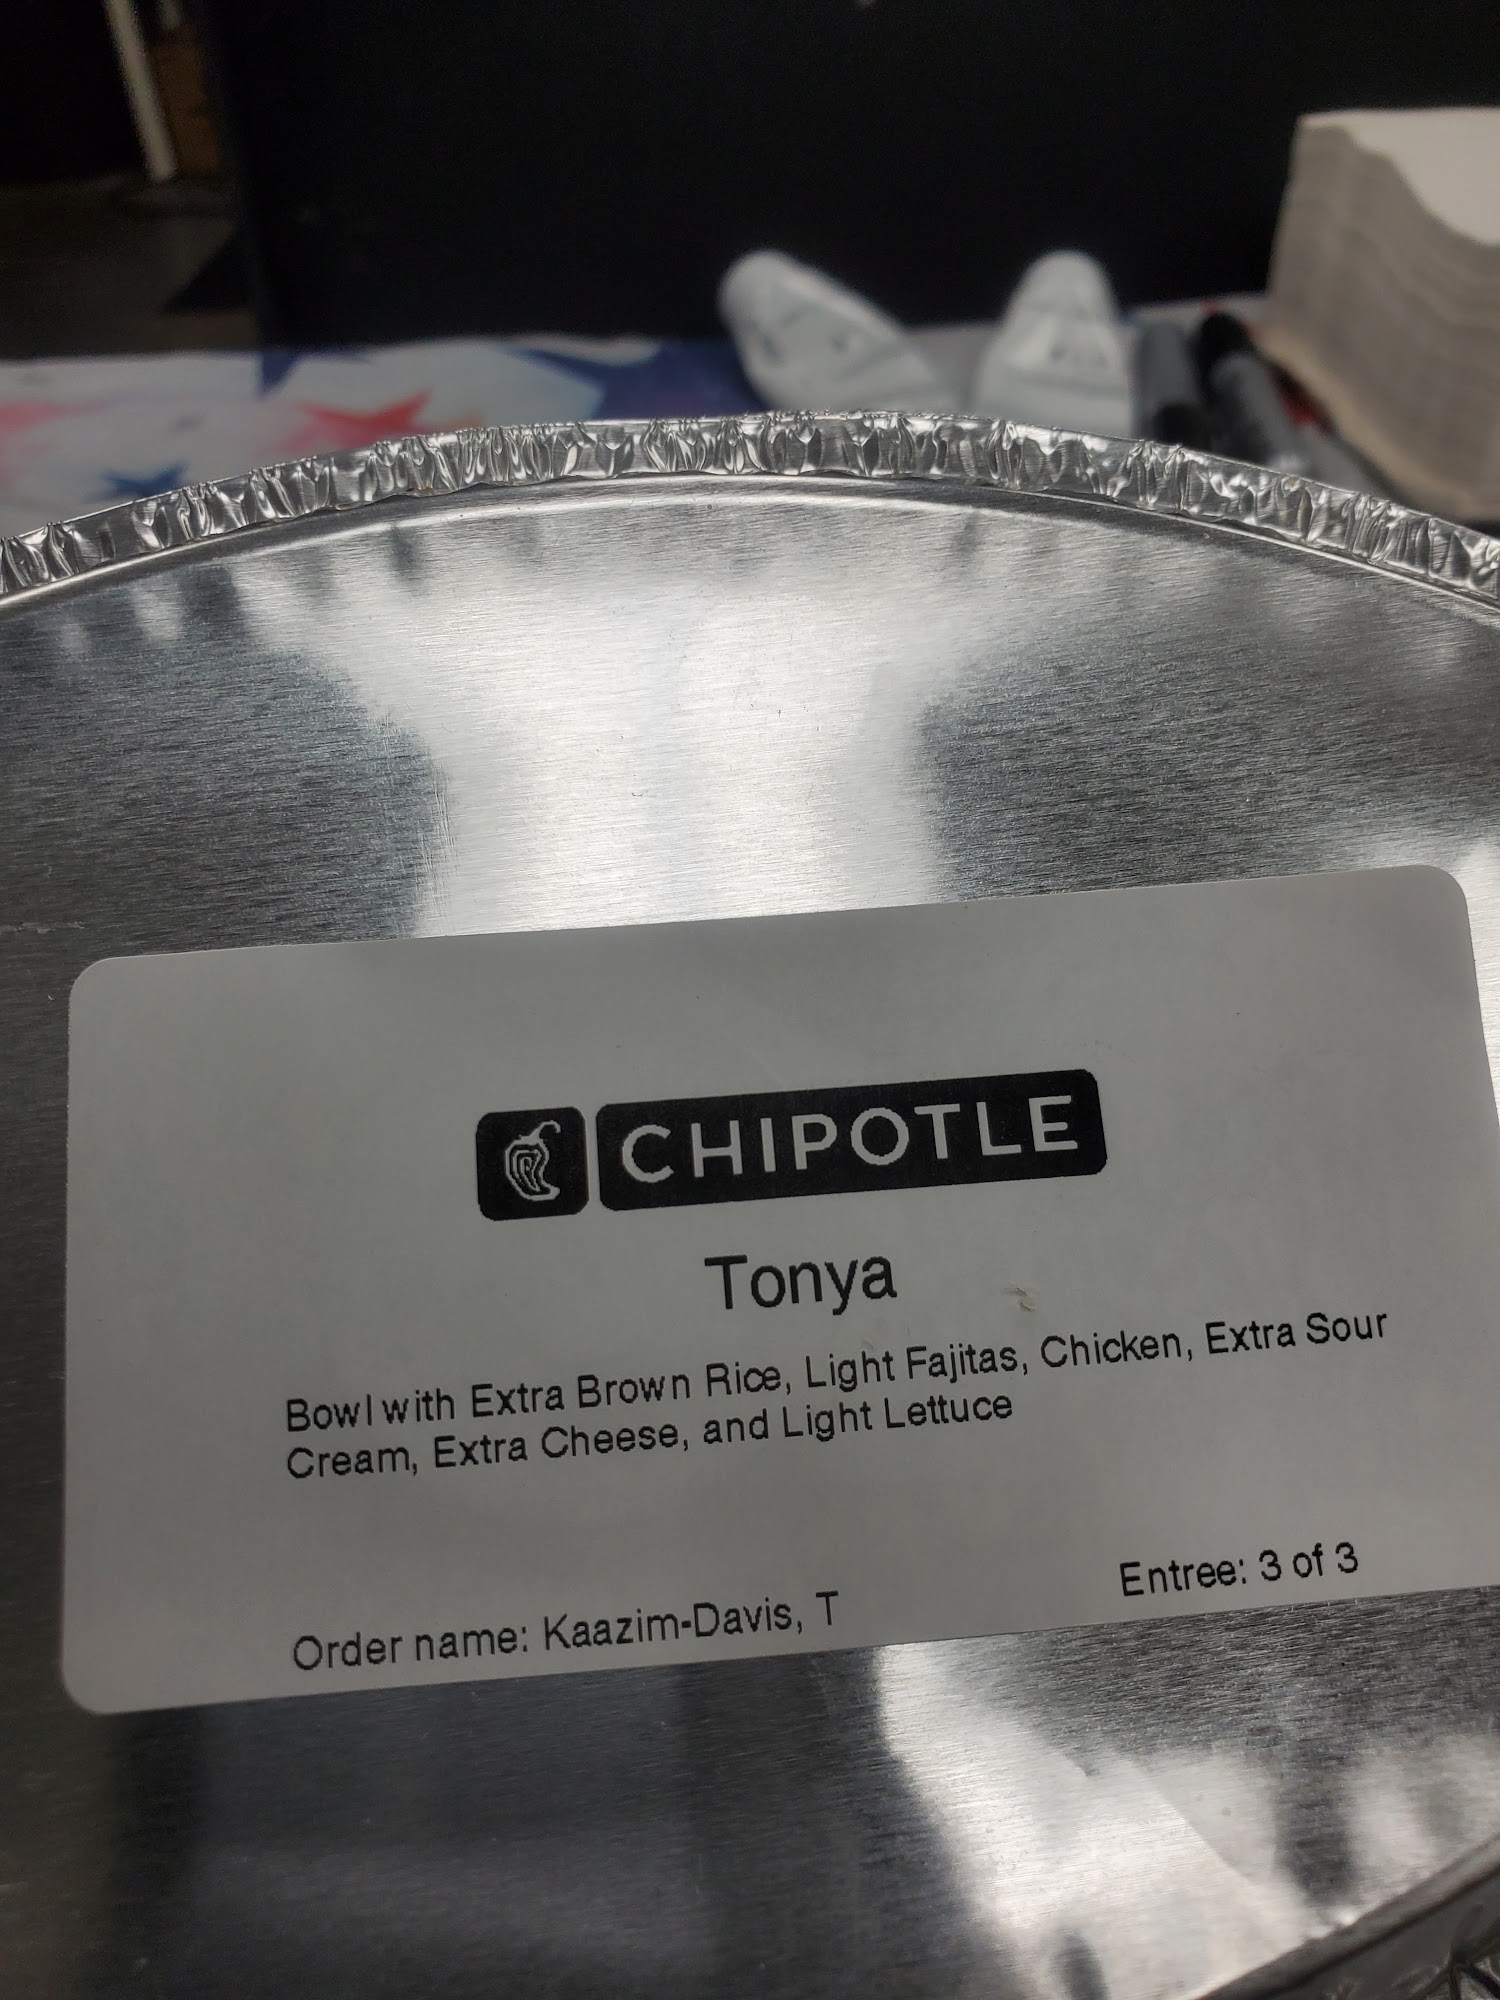 CHIPOTLE
Tonya
Bowl with Extra Brown Rice, Light Fajitas, Chicken, Extra Sour
Cream, Extra Cheese, and Light Lettuce
Entree: 3 of 3
Order name: Kaazim-Davis, T